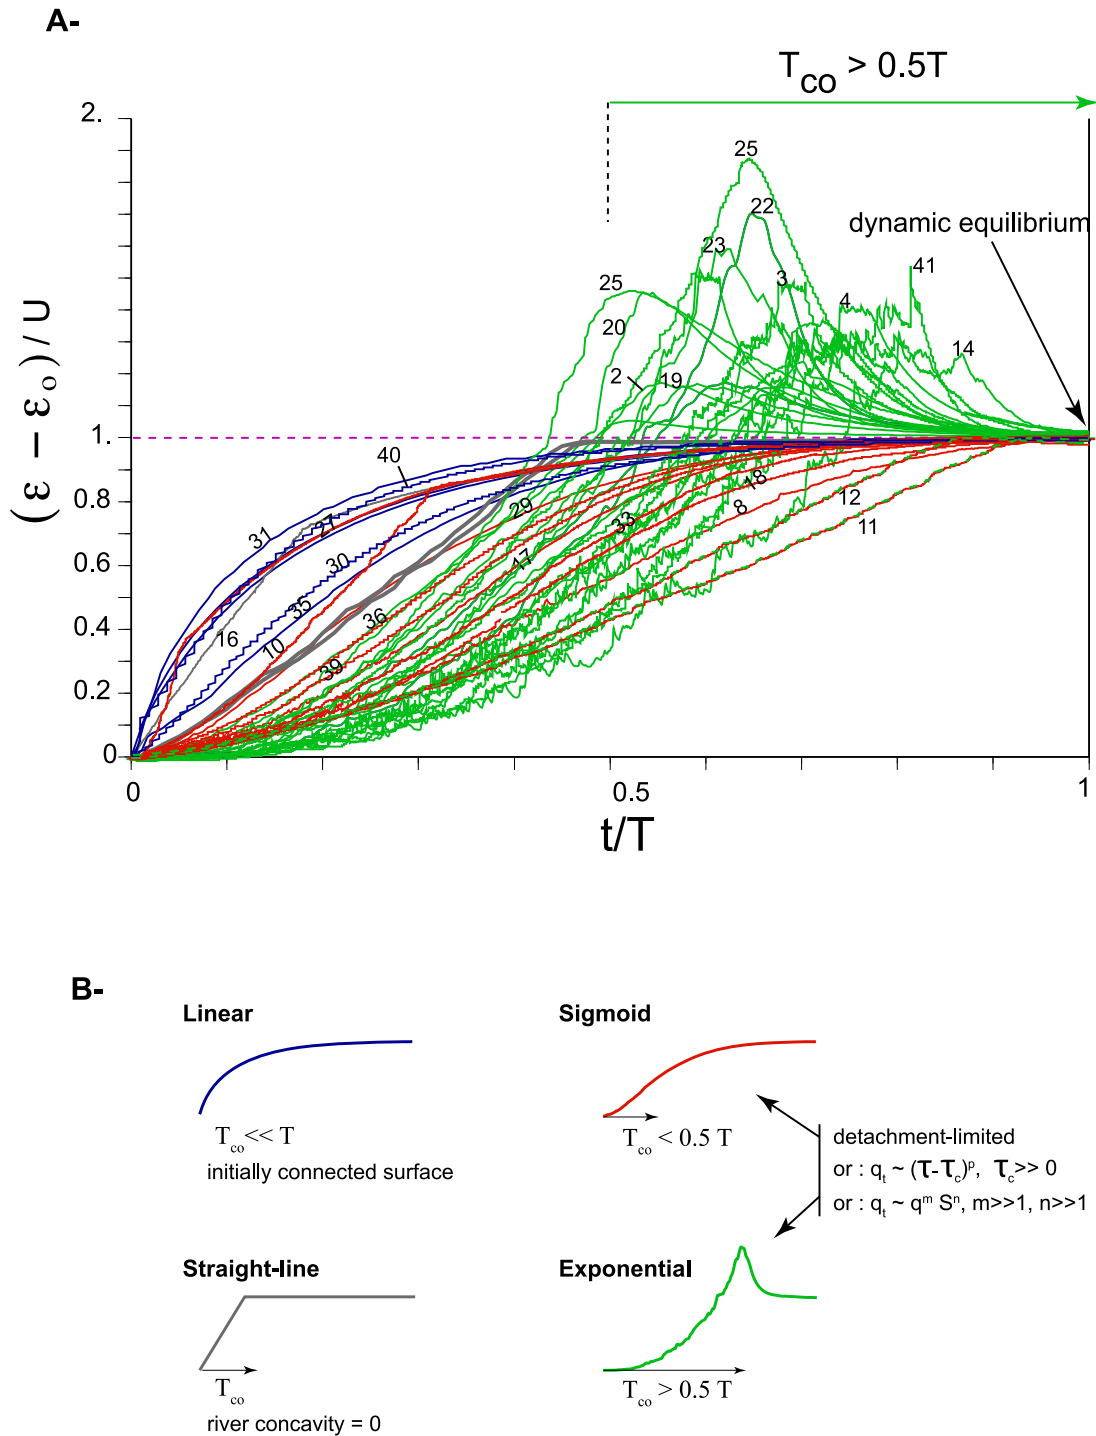 A-
T_co > 0.5T
2.
25
22
dynamic equilibrium
23
41
3
25
4
20
14
2
19
(ε − ε_o) / U
1.
40
0.8
31
27
29
18
12
8
33
11
0.6
30
17
35
36
0.4
16
10
39
0.2
0
0
0.5
1
t/T
B-
Linear
Sigmoid
T_co << T
T_co < 0.5 T
initially connected surface
detachment-limited
or : q_t ~ (τ-τ_c)^p, τ_c>> 0
or : q_t ~ q^m S^n, m>>1, n>>1
Straight-line
Exponential
T_co
T_co > 0.5 T
river concavity = 0